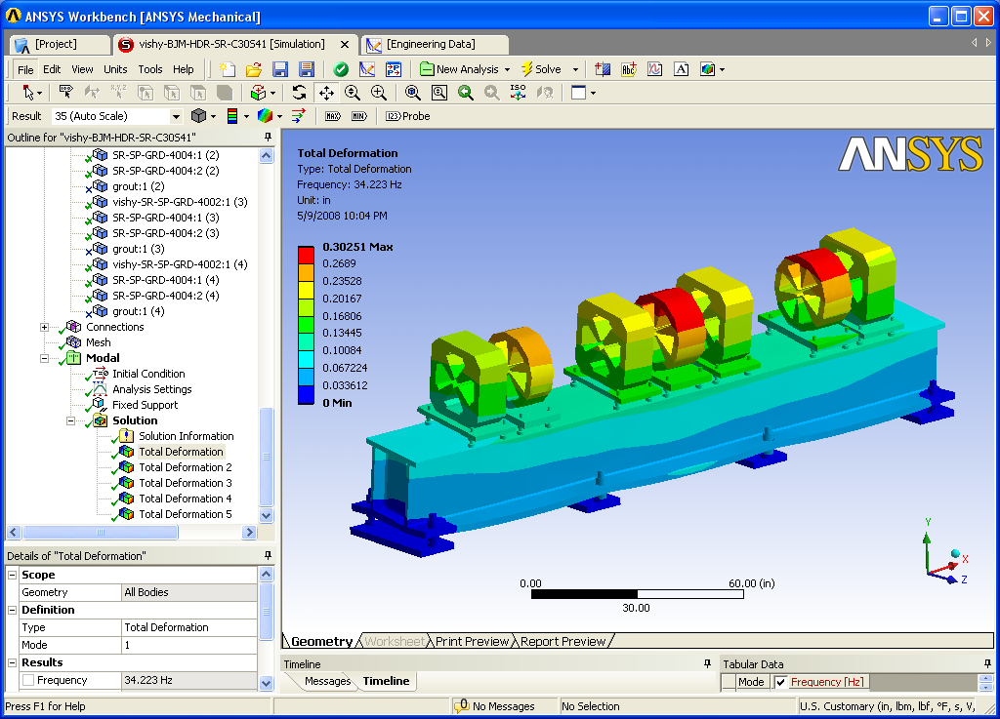 ANSYS Workbench [ANSYS Mechanical]
[Project]
S vishy-BJM-HDR-SR-C30S41 [Simulation]
[Engineering Data]
File Edit View Units Tools Help
New Analysis
Solve
A
ISO
Result 35 (Auto Scale)
MAX MIN 123 Probe
Outline for "vishy-BJM-HDR-SR-C30S41"
SR-SP-GRD-4004:1 (2)
SR-SP-GRD-4004:2 (2)
grout:1 (2)
vishy-SR-SP-GRD-4002:1 (3)
SR-SP-GRD-4004:1 (3)
SR-SP-GRD-4004:2 (3)
grout:1 (3)
vishy-SR-SP-GRD-4002:1 (4)
SR-SP-GRD-4004:1 (4)
SR-SP-GRD-4004:2 (4)
grout:1 (4)
Connections
Mesh
Modal
Initial Condition
Analysis Settings
Fixed Support
Solution
Solution Information
Total Deformation
Total Deformation 2
Total Deformation 3
Total Deformation 4
Total Deformation 5
Details of "Total Deformation"
Scope
Geometry All Bodies
Definition
Type Total Deformation
Mode 1
Results
Frequency 34.223 Hz
Total Deformation
Type: Total Deformation
Frequency: 34.223 Hz
Unit: in
5/9/2008 10:04 PM
0.30251 Max
0.2689
0.23528
0.20167
0.16806
0.13445
0.10084
0.067224
0.033612
0 Min
ANSYS
Y
X
Z
0.00 60.00 (in)
30.00
Geometry Worksheet Print Preview Report Preview
Timeline
Messages Timeline
Tabular Data
Mode Frequency [Hz]
Press F1 for Help
0 No Messages
No Selection
U.S. Customary (in, lbm, lbf, °F, s, V,